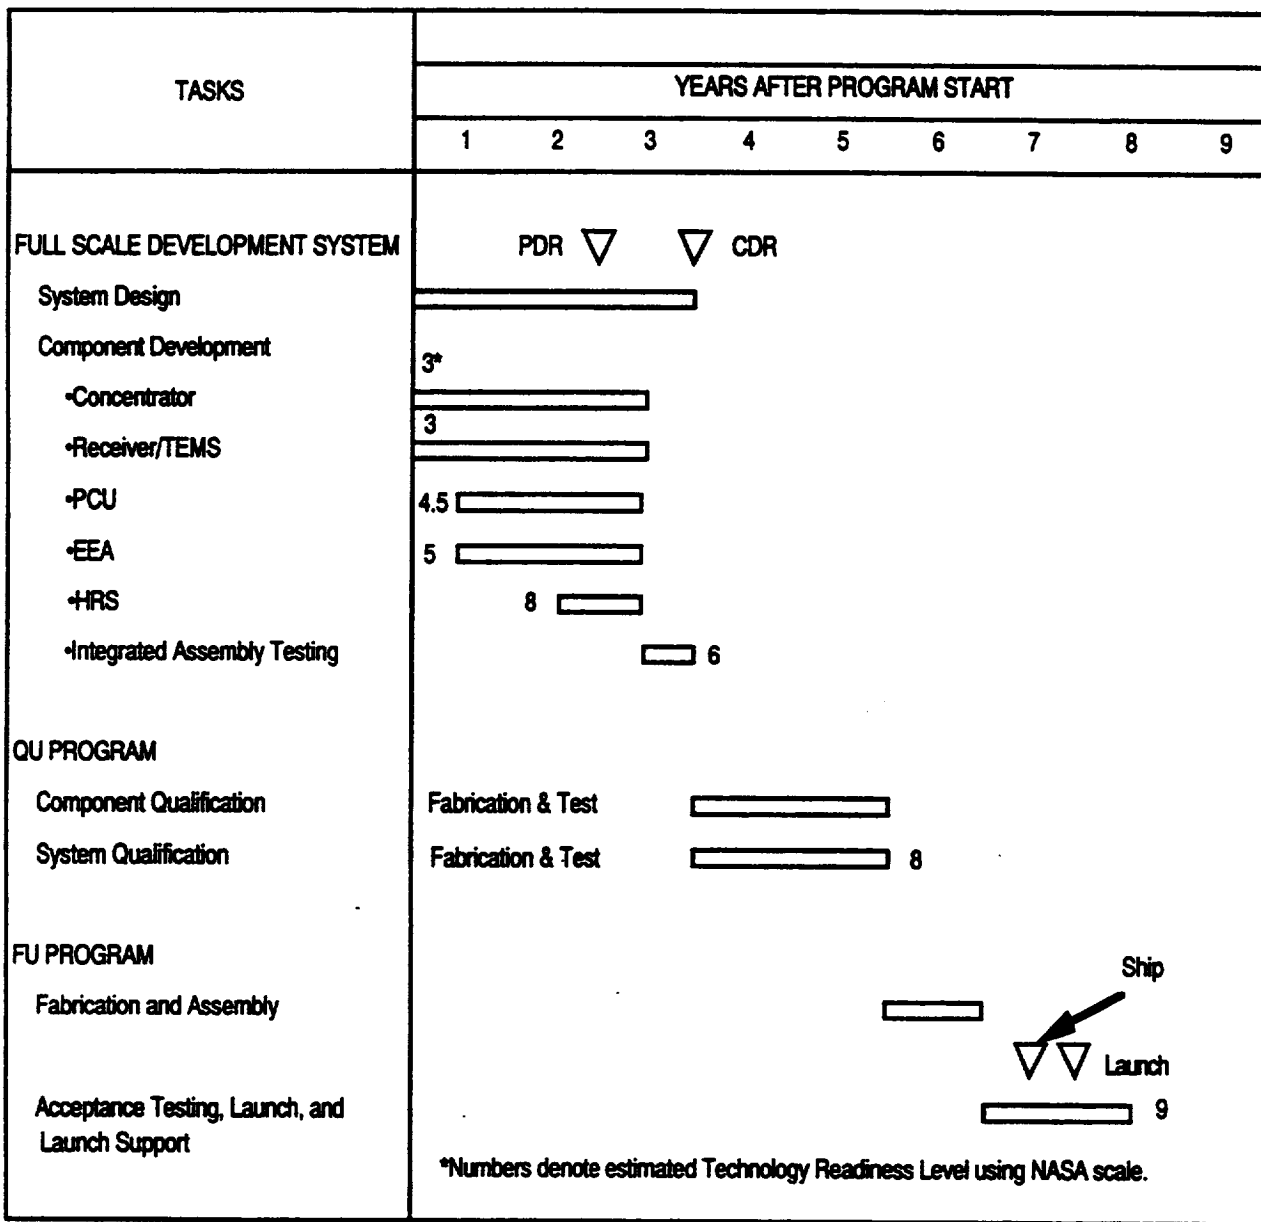 TASKS
YEARS AFTER PROGRAM START
1 2 3 4 5 6 7 8 9
FULL SCALE DEVELOPMENT SYSTEM PDR CDR
System Design
Component Development
3*
•Concentrator
3
•Receiver/TEMS
•PCU 4.5
•EEA 5
•HRS 8
•Integrated Assembly Testing 6
QU PROGRAM
Component Qualification Fabrication & Test
System Qualification Fabrication & Test 8
FU PROGRAM
Ship
Fabrication and Assembly
Launch
Acceptance Testing, Launch, and 9
Launch Support
*Numbers denote estimated Technology Readiness Level using NASA scale.